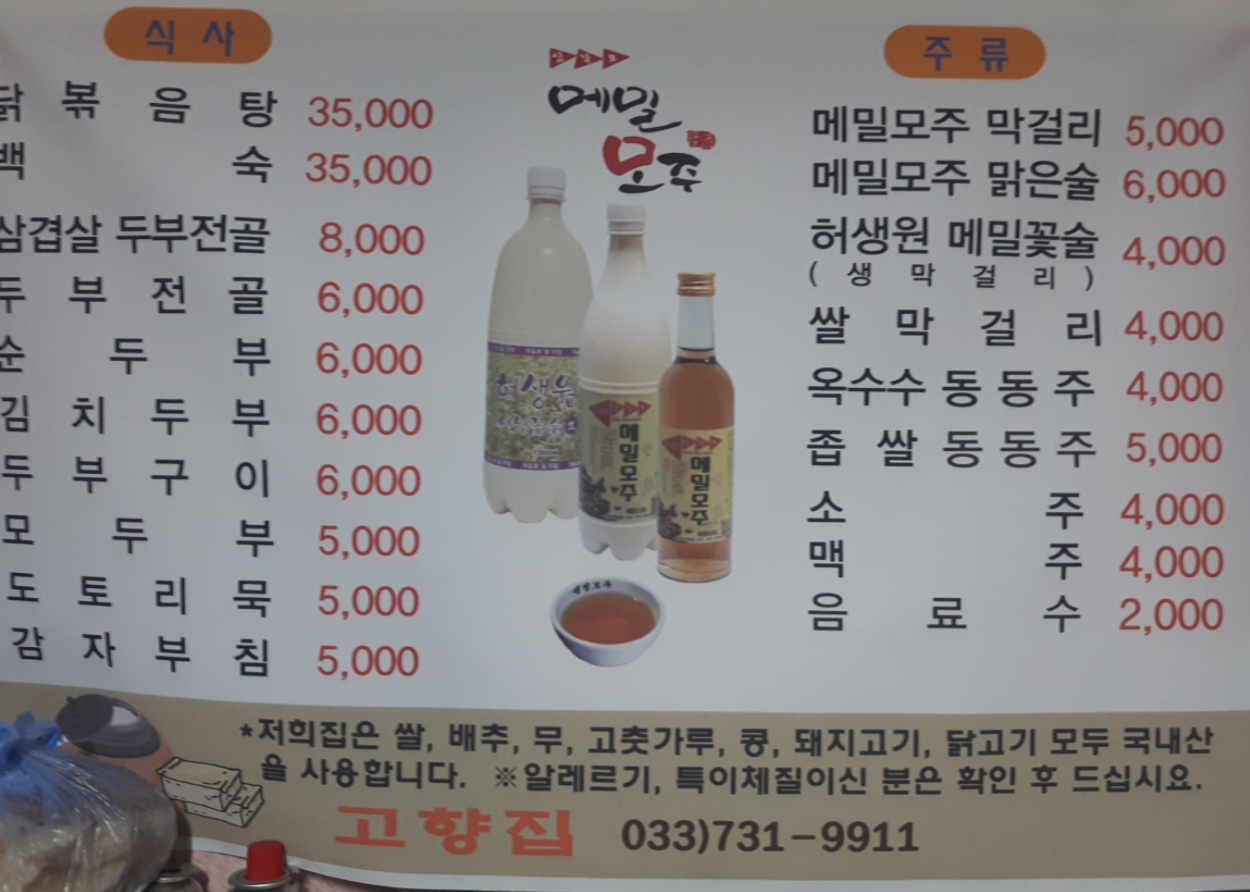 식 사
닭 볶 음 탕 35,000
백 숙 35,000
삼겹살 두부전골 8,000
두 부 전 골 6,000
순 두 부 6,000
김 치 두 부 6,000
두 부 구 이 6,000
모 두 부 5,000
도 토 리 묵 5,000
감 자 부 침 5,000
메밀
모주
허생원
메밀모주
메밀모주
메밀모주
주 류
메밀모주 막걸리 5,000
메밀모주 맑은술 6,000
허생원 메밀꽃술 4,000
( 생 막 걸 리 )
쌀 막 걸 리 4,000
옥수수 동 동 주 4,000
좁 쌀 동 동 주 5,000
소 주 4,000
맥 주 4,000
음 료 수 2,000
*저희집은 쌀, 배추, 무, 고춧가루, 콩, 돼지고기, 닭고기 모두 국내산
을 사용합니다. ※알레르기, 특이체질이신 분은 확인 후 드십시요.
고향집 033)731-9911